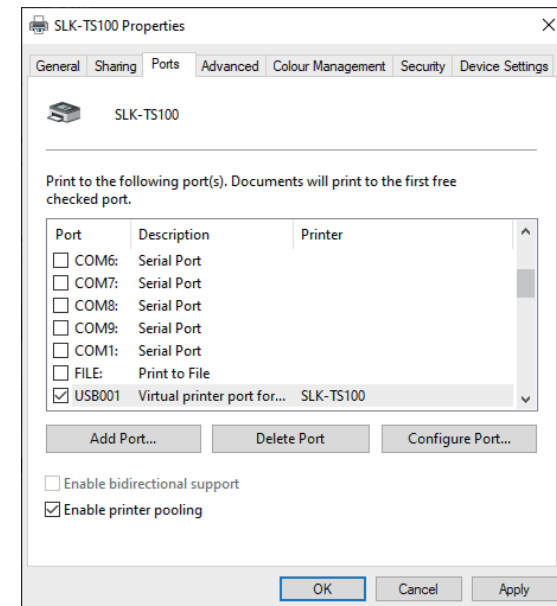 SLK-TS100 Properties
General Sharing Ports Advanced Colour Management Security Device Settings
SLK-TS100
Print to the following port(s). Documents will print to the first free
checked port.
Port Description Printer
COM6: Serial Port
COM7: Serial Port
COM8: Serial Port
COM9: Serial Port
COM1: Serial Port
FILE: Print to File
USB001 Virtual printer port for... SLK-TS100
Add Port... Delete Port Configure Port...
Enable bidirectional support
Enable printer pooling
OK Cancel Apply